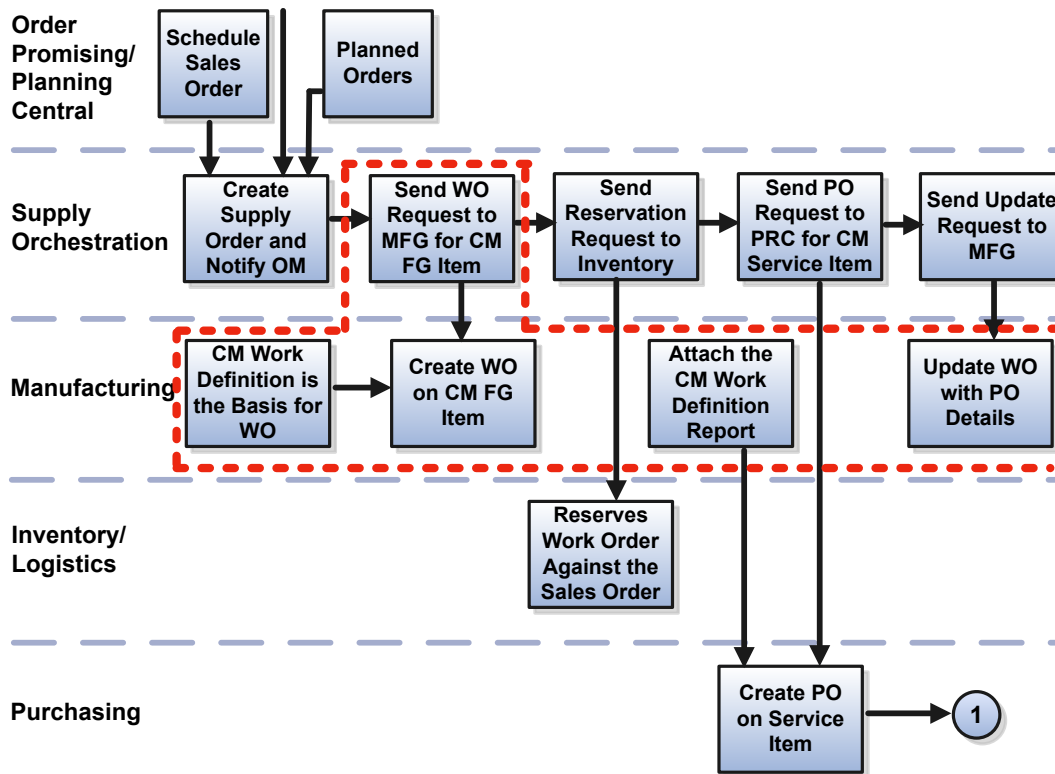 Order
Promising/
Planning
Central
Schedule
Sales
Order
Planned
Orders
Supply
Orchestration
Create
Supply
Order and
Notify OM
Send WO
Request to
MFG for CM
FG Item
Send
Reservation
Request to
Inventory
Send PO
Request to
PRC for CM
Service Item
Send Update
Request to
MFG
Manufacturing
CM Work
Definition is
the Basis for
WO
Create WO
on CM FG
Item
Attach the
CM Work
Definition
Report
Update WO
with PO
Details
Inventory/
Logistics
Reserves
Work Order
Against the
Sales Order
Purchasing
Create PO
on Service
Item
1